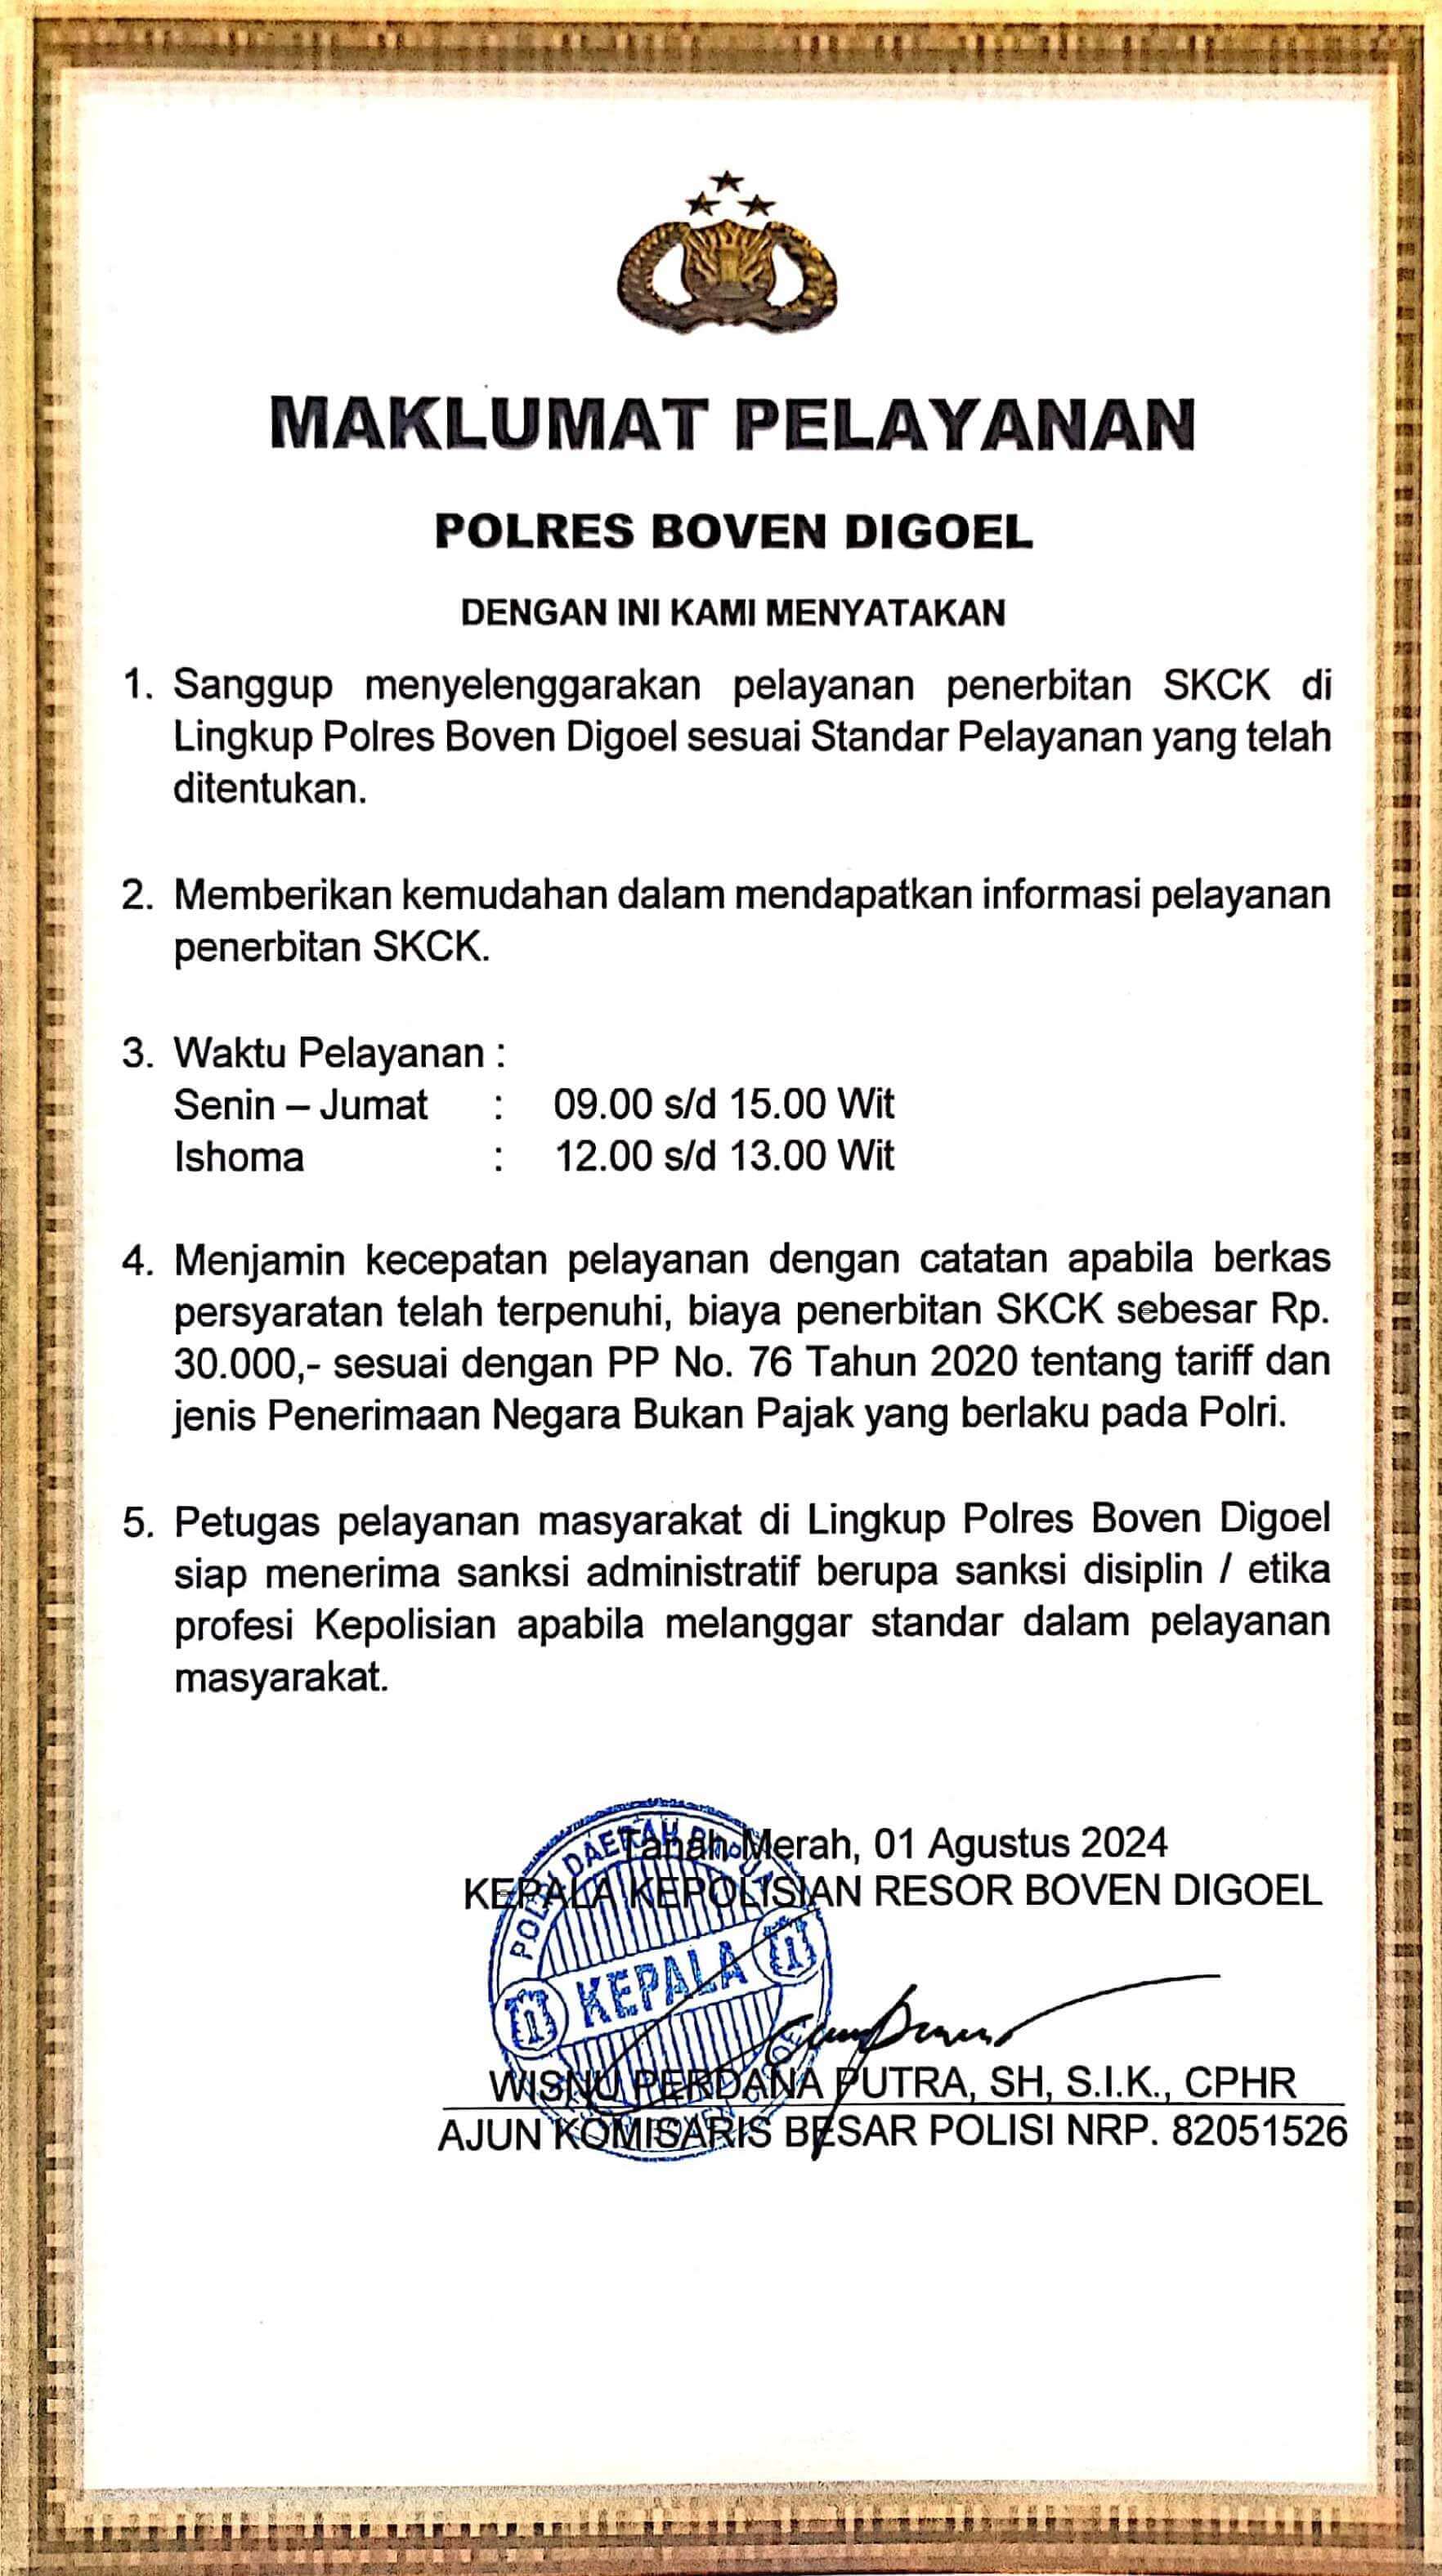 MAKLUMAT PELAYANAN
POLRES BOVEN DIGOEL
DENGAN INI KAMI MENYATAKAN
1. Sanggup menyelenggarakan pelayanan penerbitan SKCK di
Lingkup Polres Boven Digoel sesuai Standar Pelayanan yang telah
ditentukan.
2. Memberikan kemudahan dalam mendapatkan informasi pelayanan
penerbitan SKCK.
3. Waktu Pelayanan :
Senin – Jumat : 09.00 s/d 15.00 Wit
Ishoma : 12.00 s/d 13.00 Wit
4. Menjamin kecepatan pelayanan dengan catatan apabila berkas
persyaratan telah terpenuhi, biaya penerbitan SKCK sebesar Rp.
30.000,- sesuai dengan PP No. 76 Tahun 2020 tentang tariff dan
jenis Penerimaan Negara Bukan Pajak yang berlaku pada Polri.
5. Petugas pelayanan masyarakat di Lingkup Polres Boven Digoel
siap menerima sanksi administratif berupa sanksi disiplin / etika
profesi Kepolisian apabila melanggar standar dalam pelayanan
masyarakat.
Tanah Merah, 01 Agustus 2024
KEPALA KEPOLISIAN RESOR BOVEN DIGOEL
DAERAH PAPUA
KEPALA
WISNU PERDANA PUTRA, SH, S.I.K., CPHR
AJUN KOMISARIS BESAR POLISI NRP. 82051526